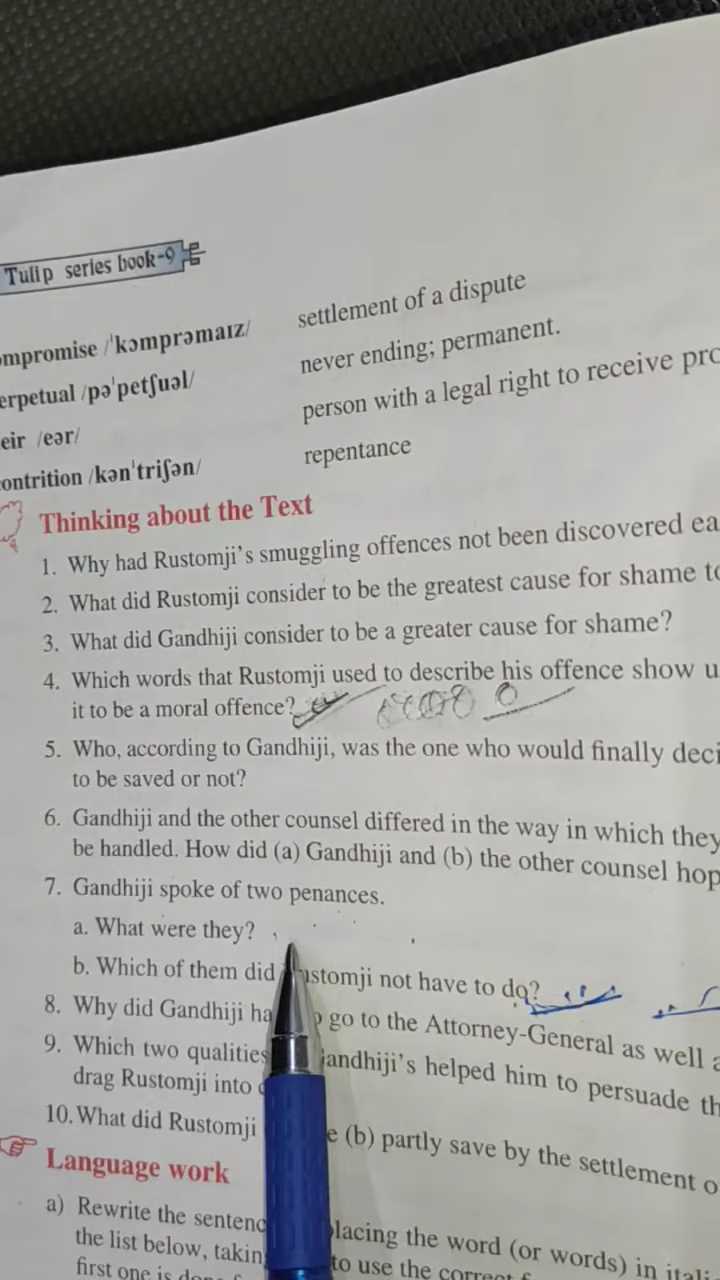 Tulip series book-9
ompromise /ˈkəmprəmaɪz/ settlement of a dispute
erpetual /pəˈpetʃuəl/ never ending; permanent.
eir /eər/ person with a legal right to receive pro
ontrition /kənˈtriʃən/ repentance
Thinking about the Text
1. Why had Rustomji's smuggling offences not been discovered ea
2. What did Rustomji consider to be the greatest cause for shame to
3. What did Gandhiji consider to be a greater cause for shame?
4. Which words that Rustomji used to describe his offence show u
it to be a moral offence?
5. Who, according to Gandhiji, was the one who would finally deci
to be saved or not?
6. Gandhiji and the other counsel differed in the way in which they
be handled. How did (a) Gandhiji and (b) the other counsel hop
7. Gandhiji spoke of two penances.
a. What were they?
b. Which of them did ustomji not have to do?
8. Why did Gandhiji ha o go to the Attorney-General as well a
9. Which two qualities andhiji's helped him to persuade th
drag Rustomji into
10. What did Rustomji e (b) partly save by the settlement o
Language work
a) Rewrite the sentenc lacing the word (or words) in itali
the list below, takin to use the correct f
first one is don